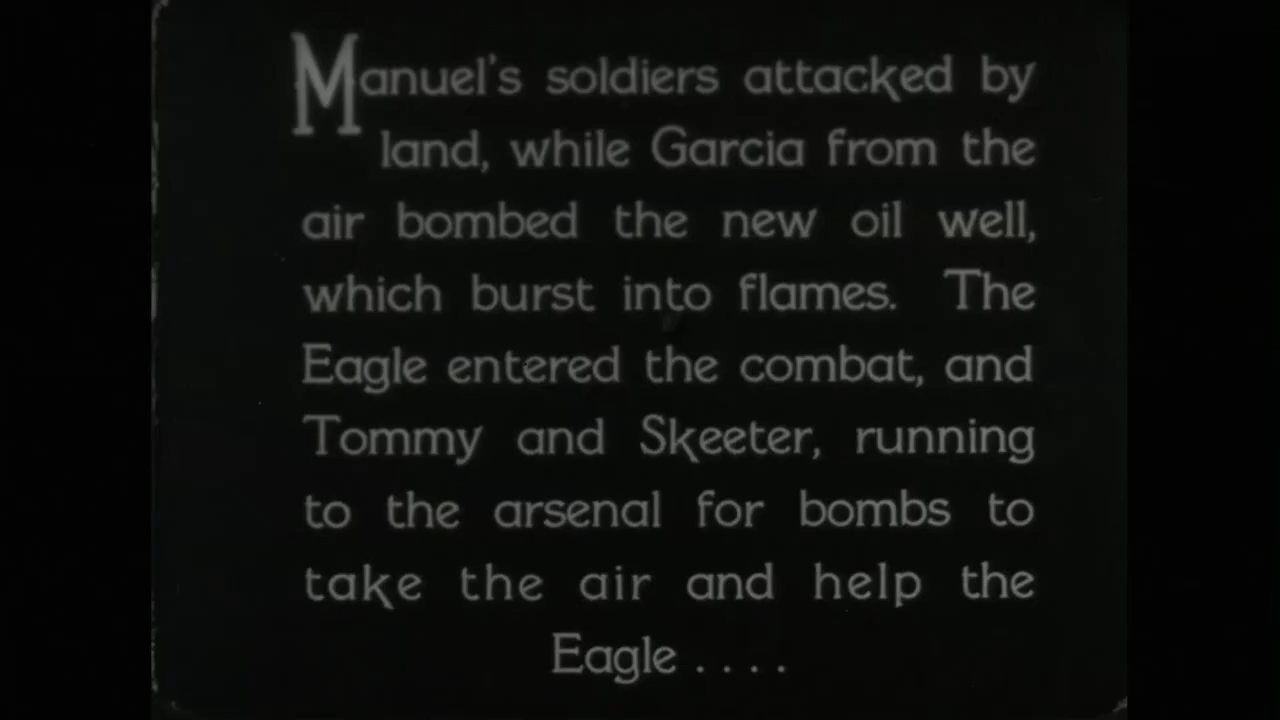 Manuel's soldiers attacked by
land, while Garcia from the
air bombed the new oil well,
which burst into flames. The
Eagle entered the combat, and
Tommy and Skeeter, running
to the arsenal for bombs to
take the air and help the
Eagle....